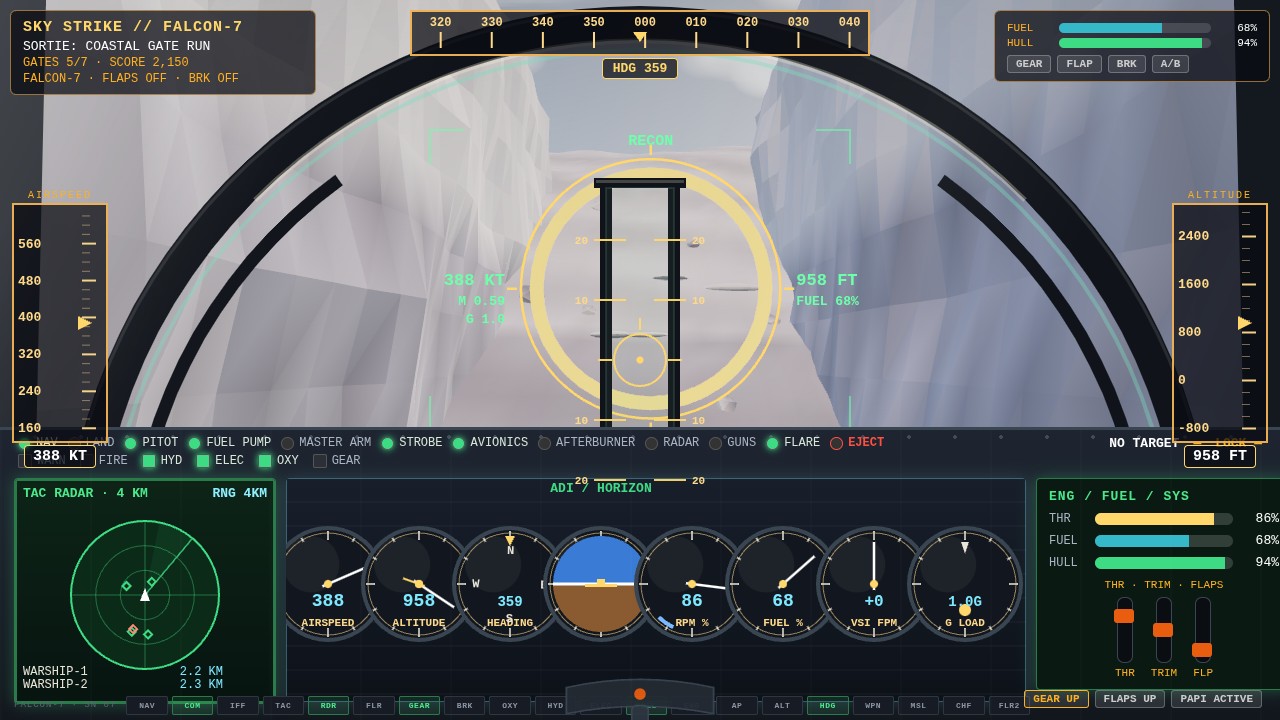 SKY STRIKE // FALCON-7
SORTIE: COASTAL GATE RUN
GATES 5/7 · SCORE 2,150
FALCON-7 · FLAPS OFF · BRK OFF
320 330 340 350 000 010 020 030 040
HDG 359
FUEL 68%
HULL 94%
GEAR FLAP BRK A/B
RECON
AIRSPEED
560
480
400
320
240
160
388 KT
388 KT
M 0.59
G 1.0
958 FT
FUEL 68%
20 20
10 10
10 10
20 20
ALTITUDE
2400
1600
800
0
-800
958 FT
NAV LAND PITOT FUEL PUMP MASTER ARM STROBE AVIONICS AFTERBURNER RADAR GUNS FLARE EJECT
NO TARGET — LOCK —
WARN FIRE HYD ELEC OXY GEAR
TAC RADAR · 4 KM RNG 4KM
WARSHIP-1 2.2 KM
WARSHIP-2 2.3 KM
ADI / HORIZON
388 AIRSPEED
958 ALTITUDE
N W S 359 HEADING
86 RPM %
68 FUEL %
+0 VSI FPM
1.0G G LOAD
ENG / FUEL / SYS
THR 86%
FUEL 68%
HULL 94%
THR · TRIM · FLAPS
THR TRIM FLP
NAV COM IFF TAC RDR GEAR BRK OXY HYD AP ALT HDG WPN MSL CHF FLR2
GEAR UP FLAPS UP PAPI ACTIVE